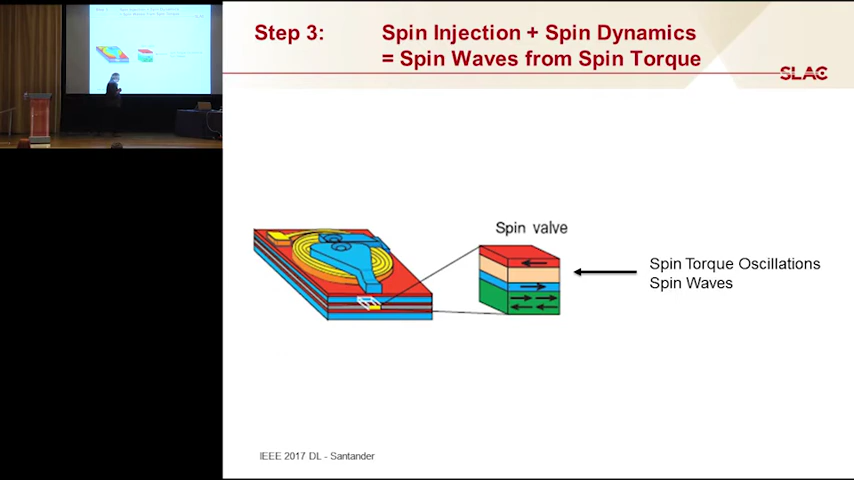 Step 3:
Spin Injection + Spin Dynamics
= Spin Waves from Spin Torque
SLAC
Spin valve
Spin Torque Oscillations
Spin Waves
IEEE 2017 DL - Santander